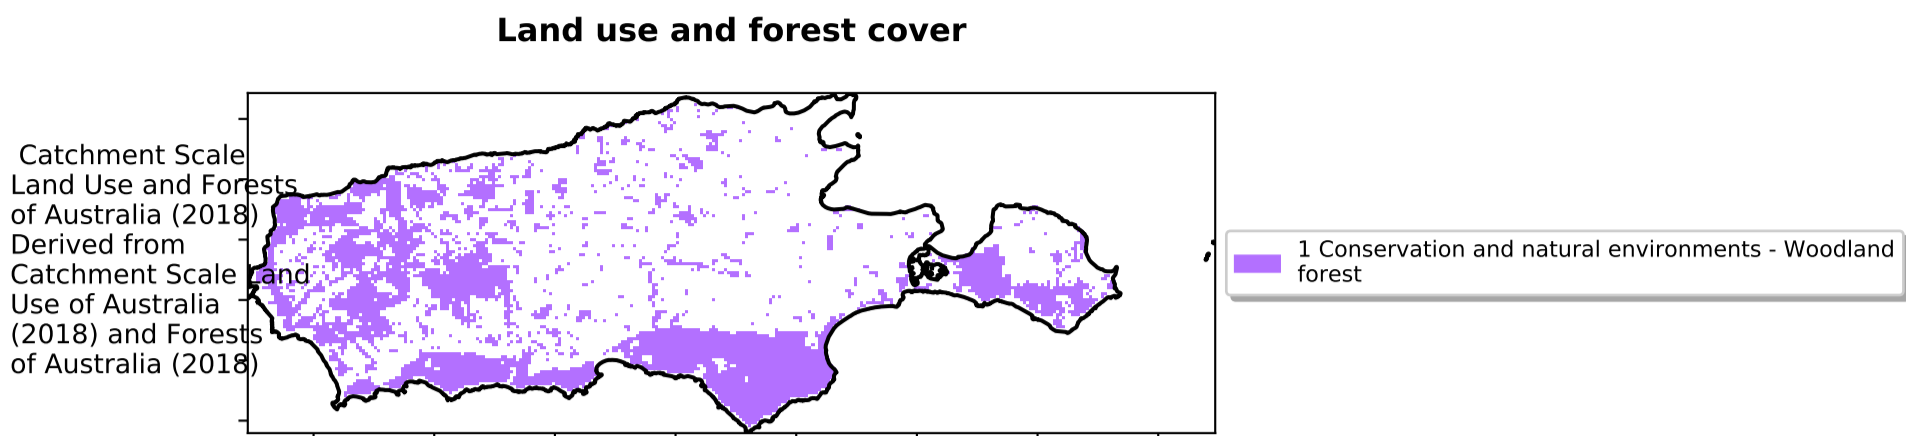 Land use and forest cover
Catchment Scale
Land Use and Forests
of Australia (2018)
Derived from
Catchment Scale Land
Use of Australia
(2018) and Forests
of Australia (2018)
1 Conservation and natural environments - Woodland
forest